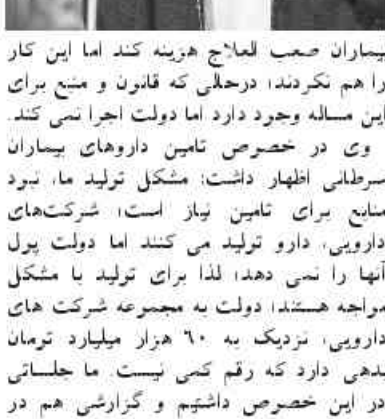 بیماران صعب العلاج هزینه کند اما این کار
را هم نکردند؛ درحالی که قانون و منبع برای
این مساله وجود دارد اما دولت اجرا نمی کند.
وی در خصوص تامین داروهای بیماران
سرطانی اظهار داشت: مشکل تولید ما، نبود
منابع برای تامین نیاز است؛ شرکت‌های
دارویی، دارو تولید می کنند اما دولت پول
آنها را نمی دهد؛ لذا برای تولید با مشکل
مواجه هستند؛ دولت به مجموعه شرکت های
دارویی، نزدیک به ٦٠ هزار میلیارد تومان
بدهی دارد که رقم کمی نیست. ما جلساتی
در این خصوص داشتیم و گزارشی هم در